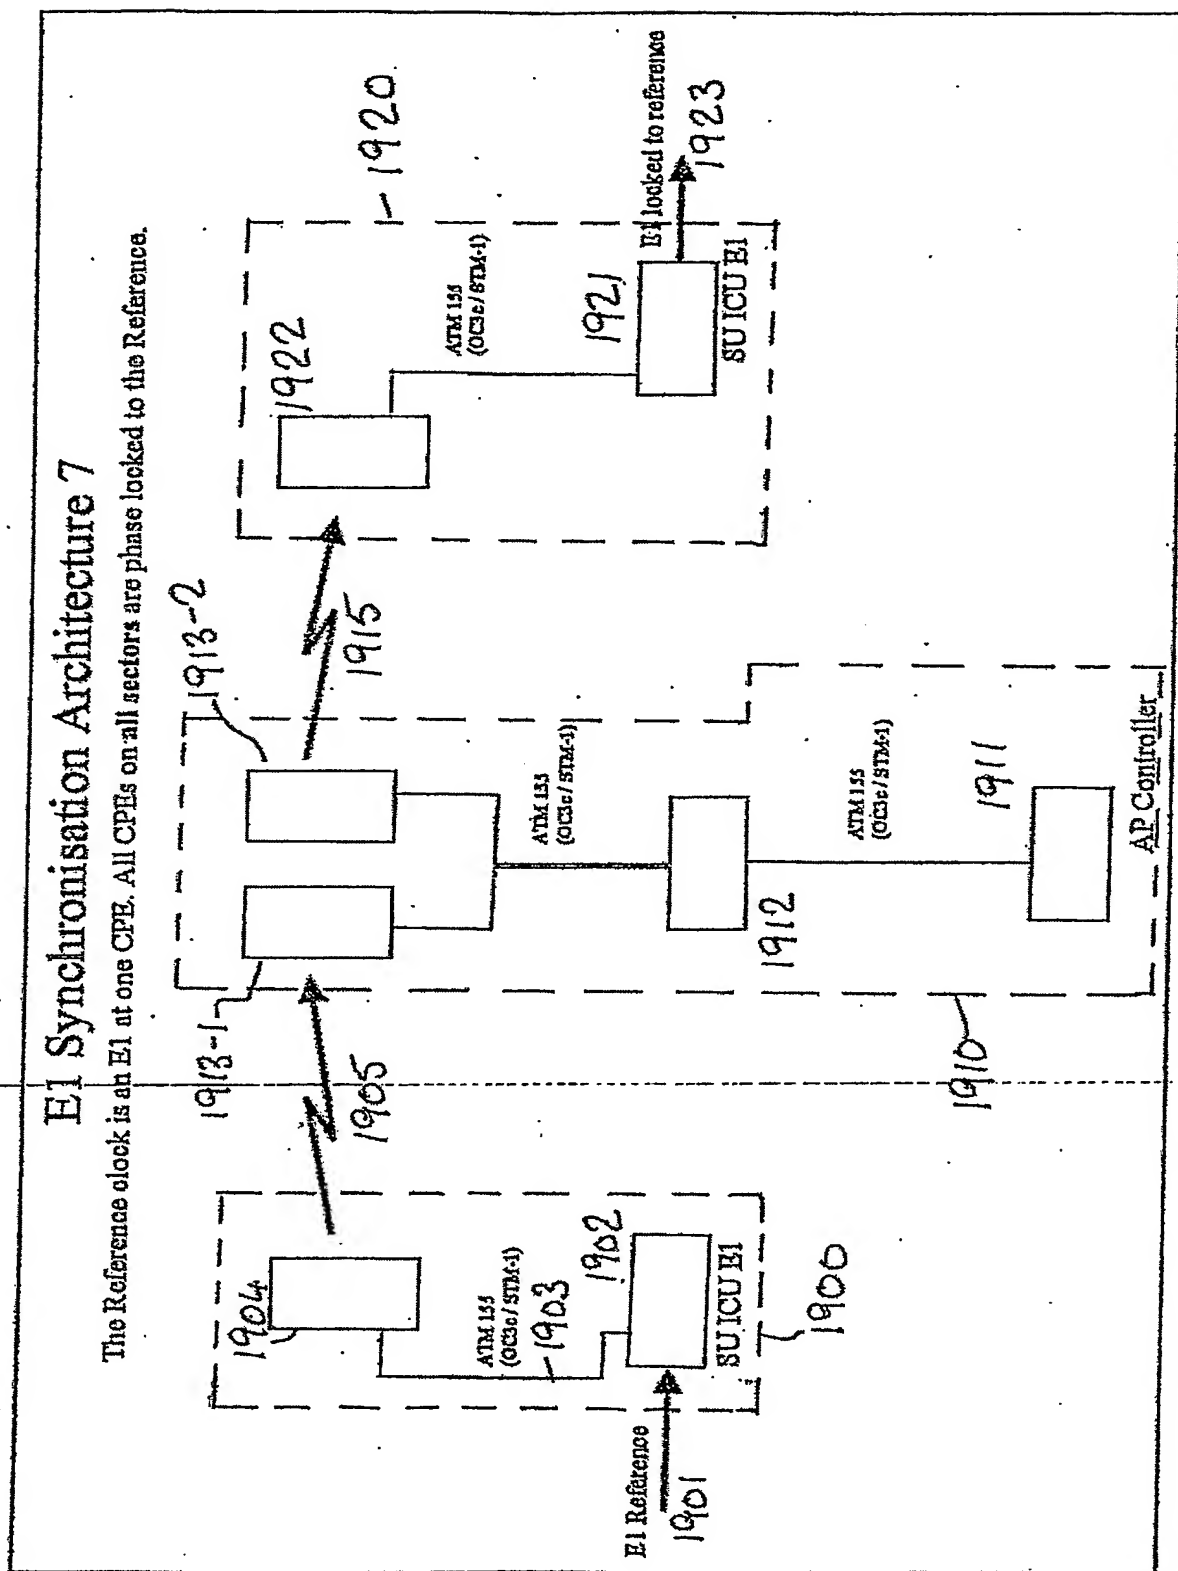 E1 Synchronisation Architecture 7
The Reference clock is an E1 at one CPE. All CPEs on all sectors are phase locked to the Reference.
1904
ATM 155
(OC3c / STM-1)
1903
1902
SU ICU E1
1900
E1 Reference
1901
1905
1913-1
1913-2
ATM 155
(OC3c / STM-1)
1912
ATM 155
(OC3c / STM-1)
1911
AP Controller
1910
1915
1922
ATM 155
(OC3c / STM-1)
1921
SU ICU E1
1920
E1 locked to reference
1923